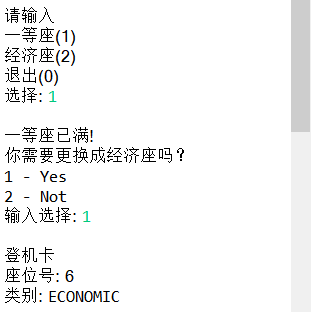 请输入
一等座(1)
经济座(2)
退出(0)
选择: 1
一等座已满!
你需要更换成经济座吗？
1 - Yes
2 - Not
输入选择: 1
登机卡
座位号: 6
类别: ECONOMIC